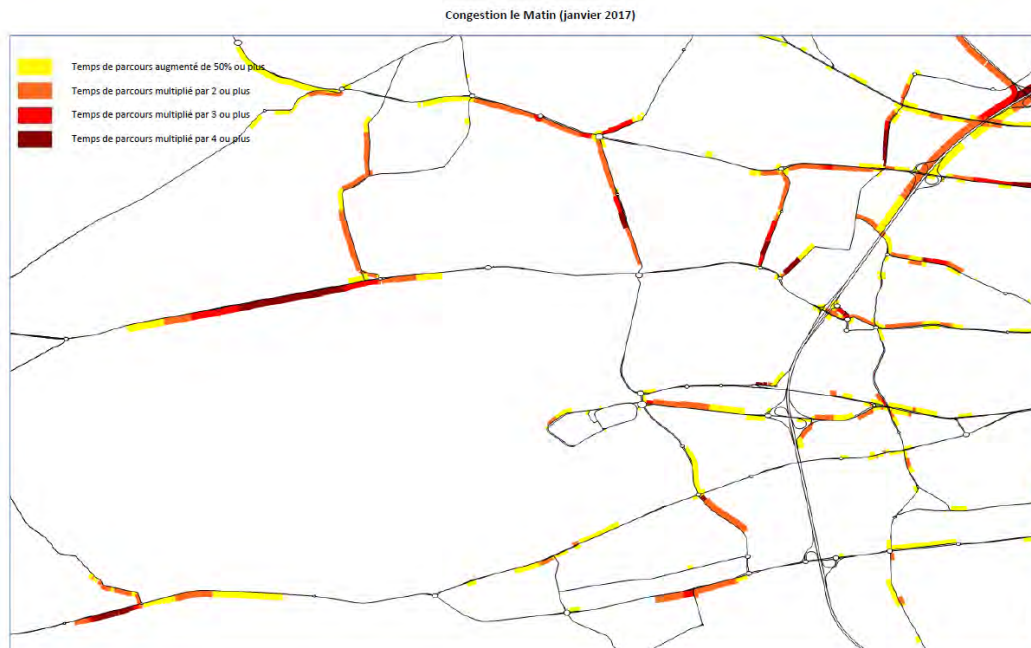 Congestion le Matin (janvier 2017)
Temps de parcours augmenté de 50% ou plus
Temps de parcours multiplié par 2 ou plus
Temps de parcours multiplié par 3 ou plus
Temps de parcours multiplié par 4 ou plus